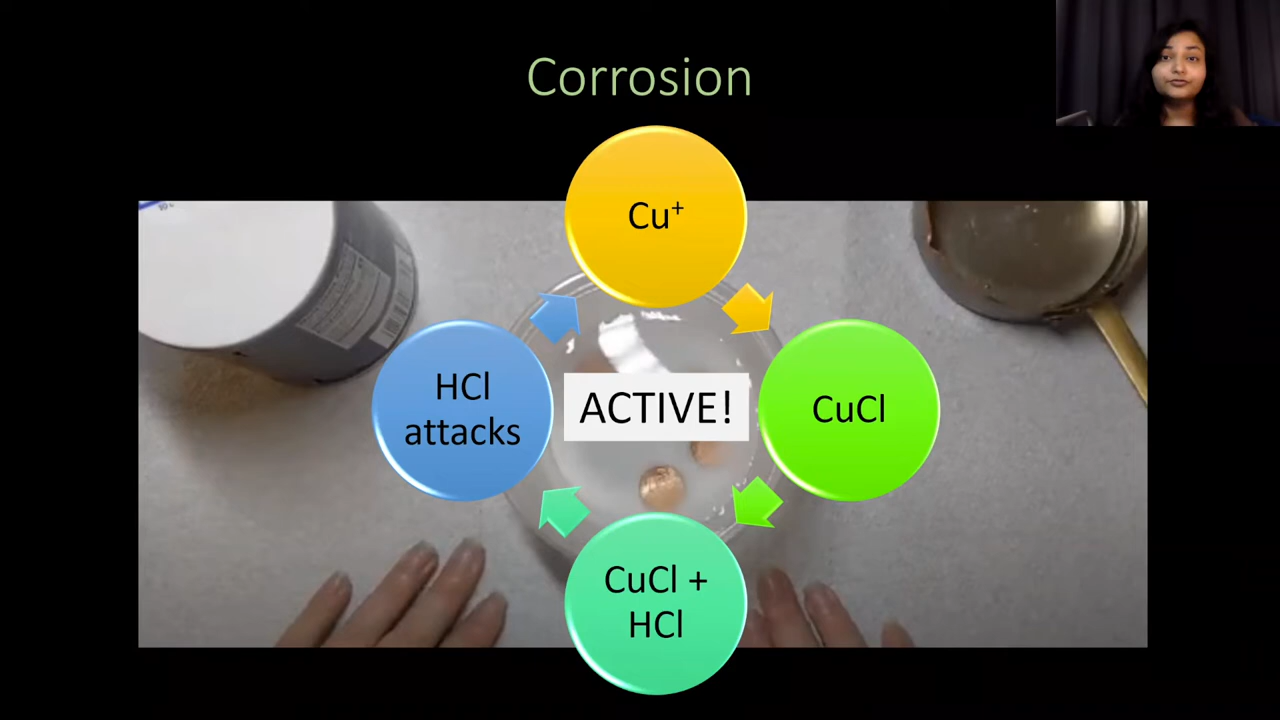 Corrosion
Cu⁺
HCl
attacks
ACTIVE!
CuCl
CuCl +
HCl